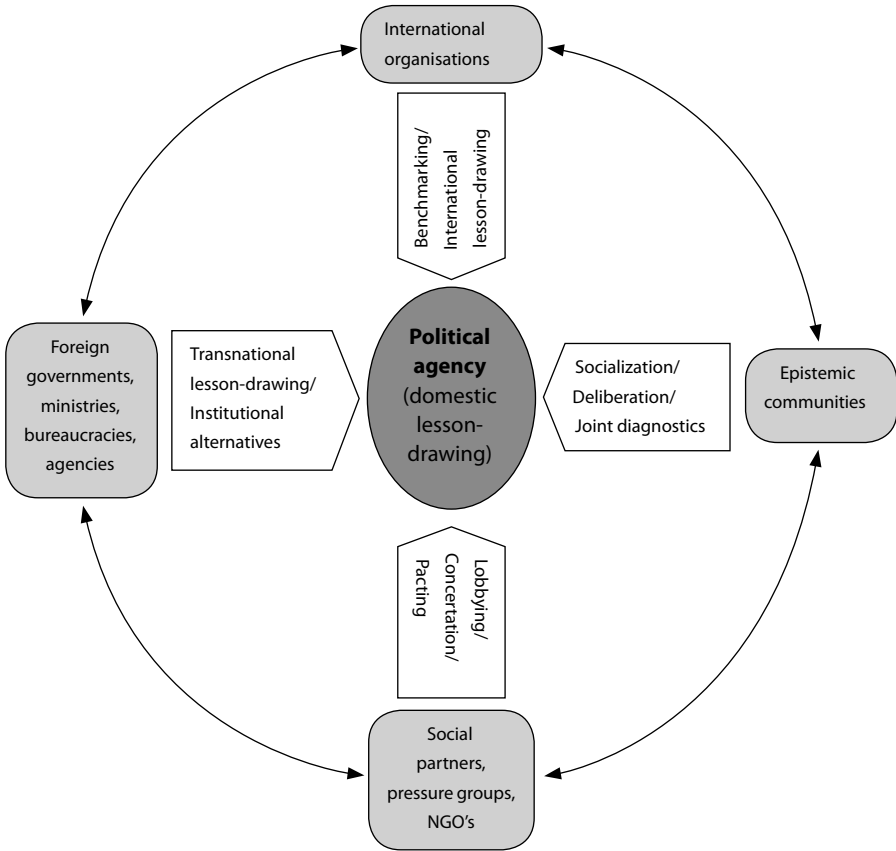 International
organisations
Benchmarking/
International
lesson-drawing
Foreign
governments,
ministries,
bureaucracies,
agencies
Transnational
lesson-drawing/
Institutional
alternatives
Political
agency
(domestic
lesson-
drawing)
Socialization/
Deliberation/
Joint diagnostics
Epistemic
communities
Lobbying/
Concertation/
Pacting
Social
partners,
pressure groups,
NGO's